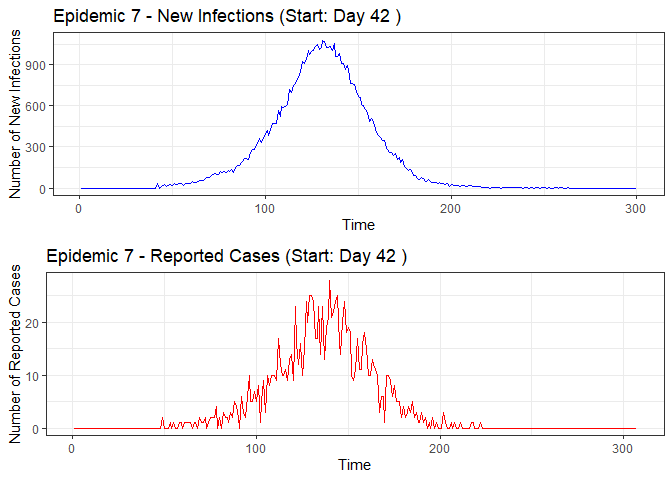 Epidemic 7 - New Infections (Start: Day 42 )
Number of New Infections
900
600
300
0
0 100 200 300
Time
Epidemic 7 - Reported Cases (Start: Day 42 )
Number of Reported Cases
20
10
0
0 100 200 300
Time